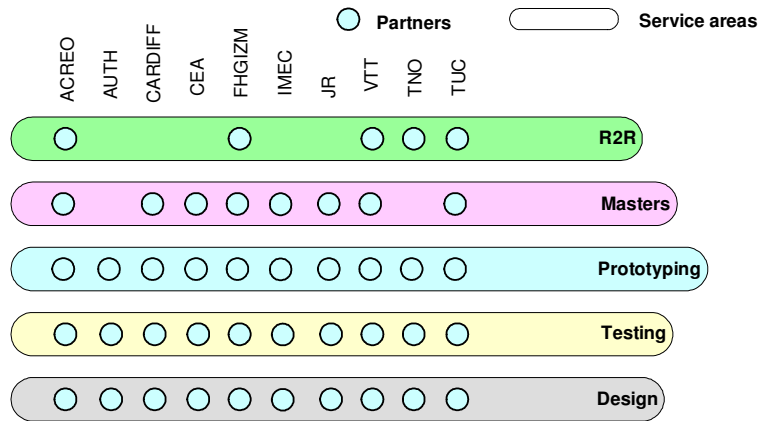 Partners
Service areas
ACREO
AUTH
CARDIFF
CEA
FHGIZM
IMEC
JR
VTT
TNO
TUC
R2R
Masters
Prototyping
Testing
Design